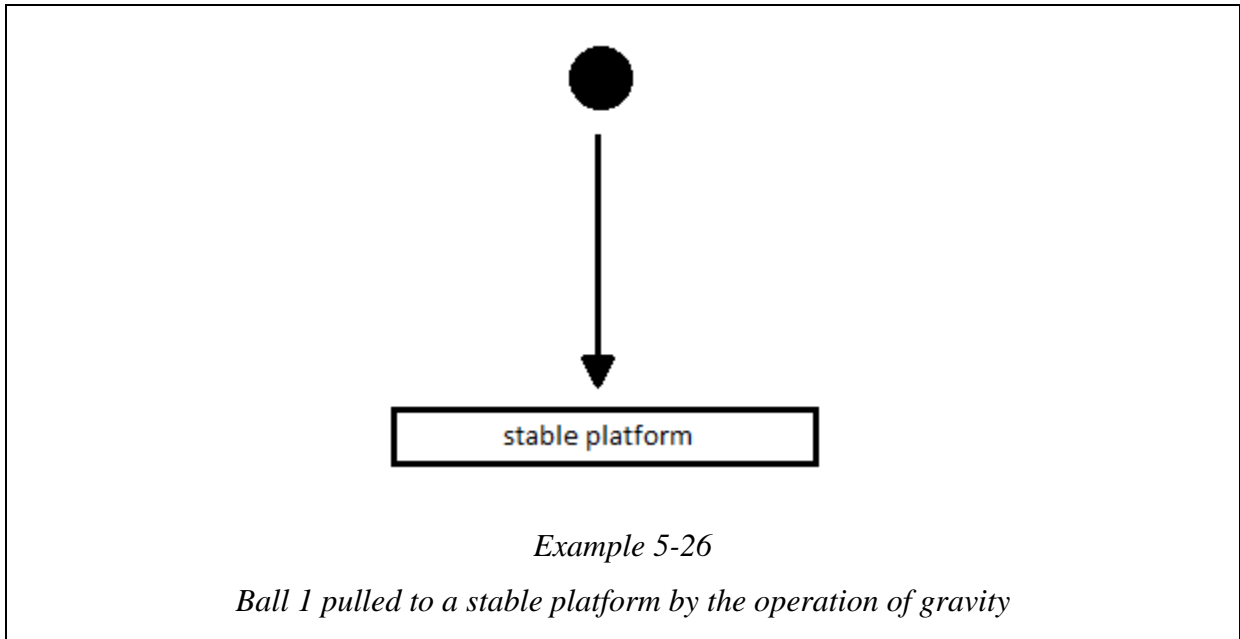 stable platform
Example 5-26
Ball 1 pulled to a stable platform by the operation of gravity